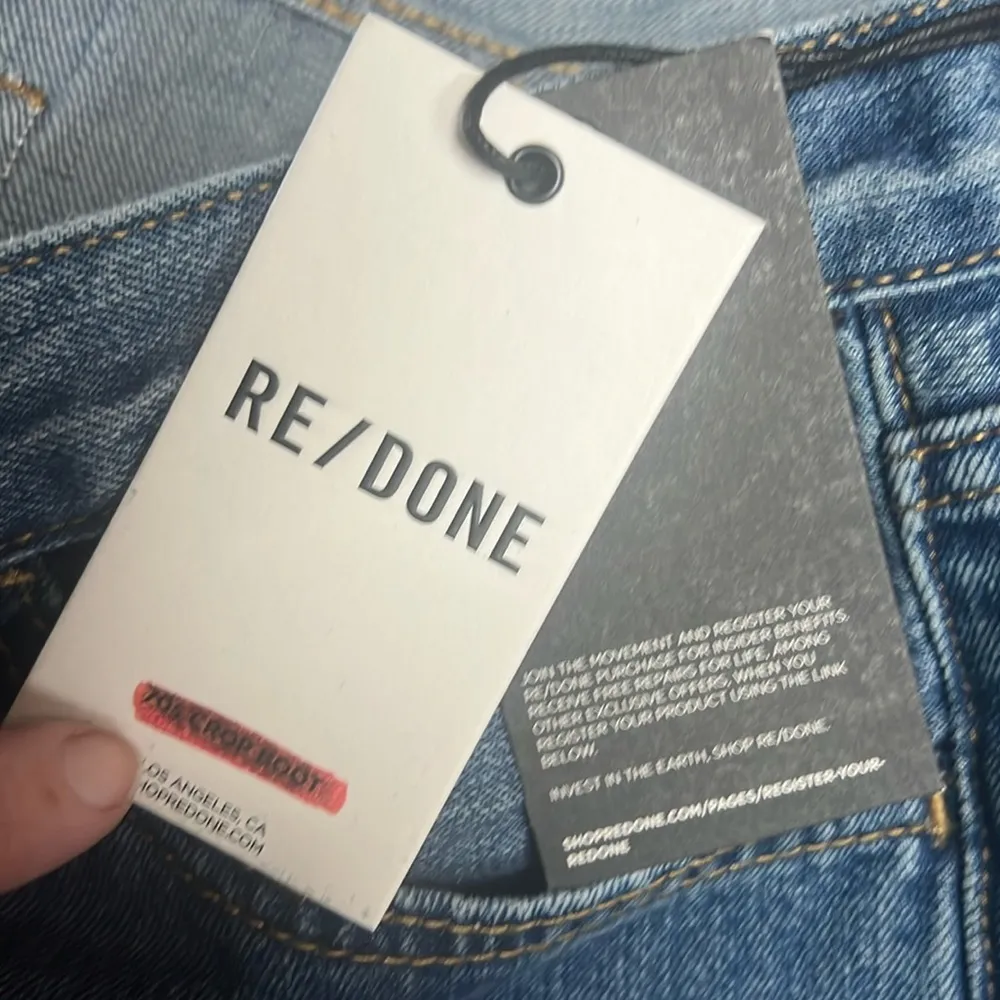 RE/DONE
70s CROP BOOT
LOS ANGELES, CA
SHOPREDONE.COM
JOIN THE MOVEMENT AND REGISTER YOUR
RE/DONE PURCHASE FOR INSIDER BENEFITS.
RECEIVE FREE REPAIRS FOR LIFE, AMONG
OTHER EXCLUSIVE OFFERS, WHEN YOU
REGISTER YOUR PRODUCT USING THE LINK
BELOW.
INVEST IN THE EARTH, SHOP RE/DONE.
SHOPREDONE.COM/PAGES/REGISTER-YOUR-
REDONE